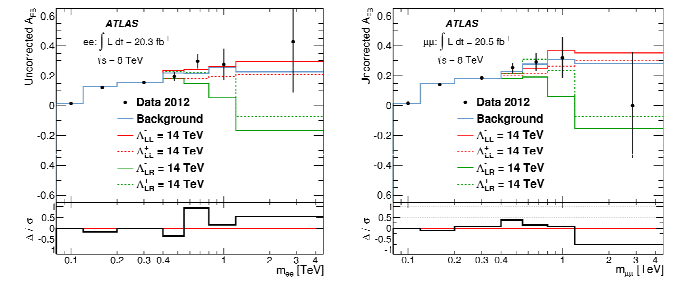 Uncorrected A_FB
0.6
0.4
0.2
0
-0.2
-0.4
-0.6
ATLAS
ee: ∫ L dt = 20.3 fb⁻¹
√s = 8 TeV
Data 2012
Background
Λ⁻_LL = 14 TeV
Λ⁺_LL = 14 TeV
Λ⁻_LR = 14 TeV
Λ⁺_LR = 14 TeV
Δ / σ
1
0.5
0
-0.5
-1
0.1 0.2 0.3 0.4 1 2 3 4
m_ee [TeV]
Uncorrected A_FB
0.6
0.4
0.2
0
-0.2
-0.4
-0.6
ATLAS
μμ: ∫ L dt = 20.5 fb⁻¹
√s = 8 TeV
Data 2012
Background
Λ⁻_LL = 14 TeV
Λ⁺_LL = 14 TeV
Λ⁻_LR = 14 TeV
Λ⁺_LR = 14 TeV
Δ / σ
1
0.5
0
-0.5
-1
0.1 0.2 0.3 0.4 1 2 3 4
m_μμ [TeV]